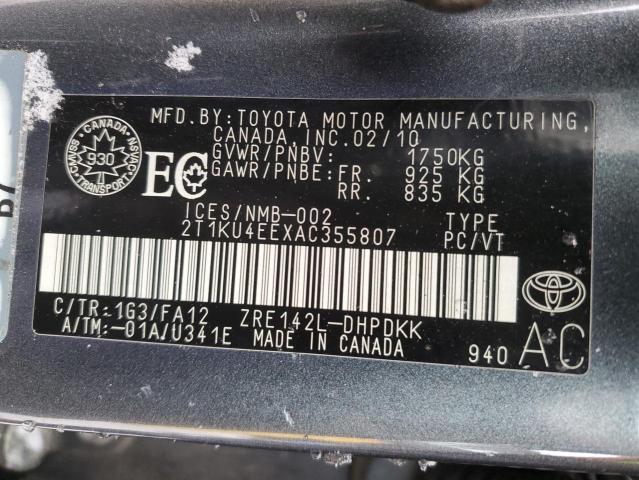 MFD.BY:TOYOTA MOTOR MANUFACTURING,
CANADA, INC.02/10
GVWR/PNBV: 1750KG
GAWR/PNBE:FR: 925 KG
RR. 835 KG
CANADA
CMVSS NSVAC
930
TRANSPORT
EC
ICES/NMB-002 TYPE
2T1KU4EEXAC355807 PC/VT
C/TR:1G3/FA12 ZRE142L-DHPDKK
A/TM:-01A/U341E MADE IN CANADA 940 AC